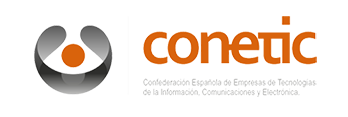 conetic
Confederación Española de Empresas de Tecnologías
de la Información, Comunicaciones y Electrónica.